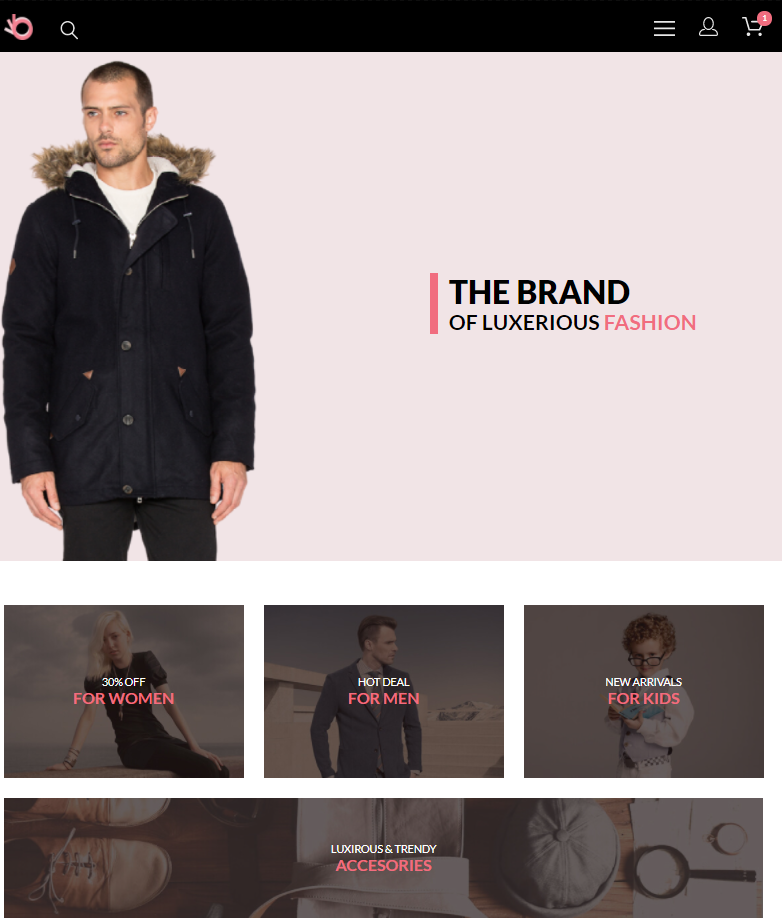 1
THE BRAND
OF LUXERIOUS FASHION
30% OFF
FOR WOMEN
HOT DEAL
FOR MEN
NEW ARRIVALS
FOR KIDS
LUXIROUS & TRENDY
ACCESORIES